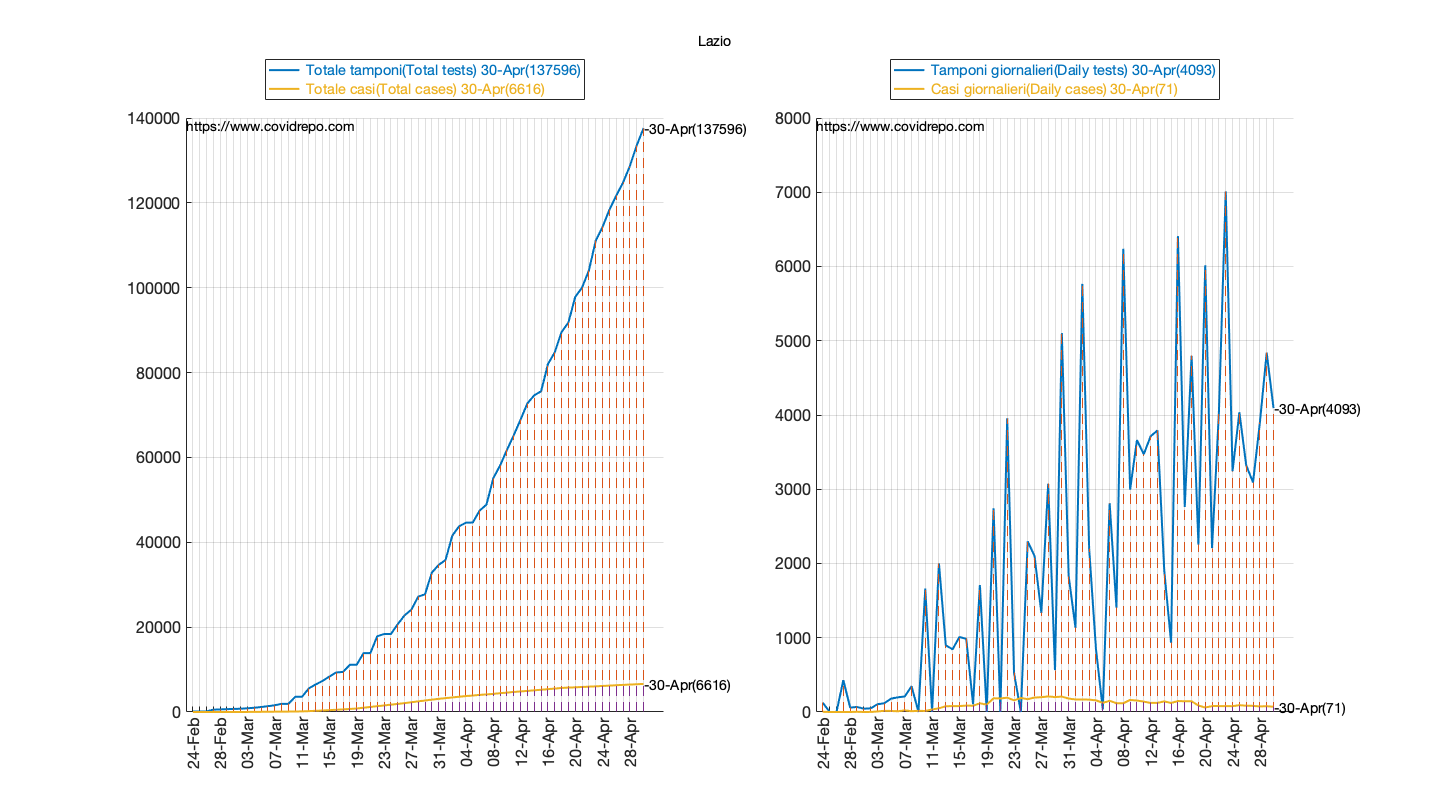 Lazio
Totale tamponi(Total tests) 30-Apr(137596)
Totale casi(Total cases) 30-Apr(6616)
140000
120000
100000
80000
60000
40000
20000
0
https://www.covidrepo.com
-30-Apr(137596)
-30-Apr(6616)
24-Feb
28-Feb
03-Mar
07-Mar
11-Mar
15-Mar
19-Mar
23-Mar
27-Mar
31-Mar
04-Apr
08-Apr
12-Apr
16-Apr
20-Apr
24-Apr
28-Apr
Tamponi giornalieri(Daily tests) 30-Apr(4093)
Casi giornalieri(Daily cases) 30-Apr(71)
8000
7000
6000
5000
4000
3000
2000
1000
0
https://www.covidrepo.com
-30-Apr(4093)
-30-Apr(71)
24-Feb
28-Feb
03-Mar
07-Mar
11-Mar
15-Mar
19-Mar
23-Mar
27-Mar
31-Mar
04-Apr
08-Apr
12-Apr
16-Apr
20-Apr
24-Apr
28-Apr